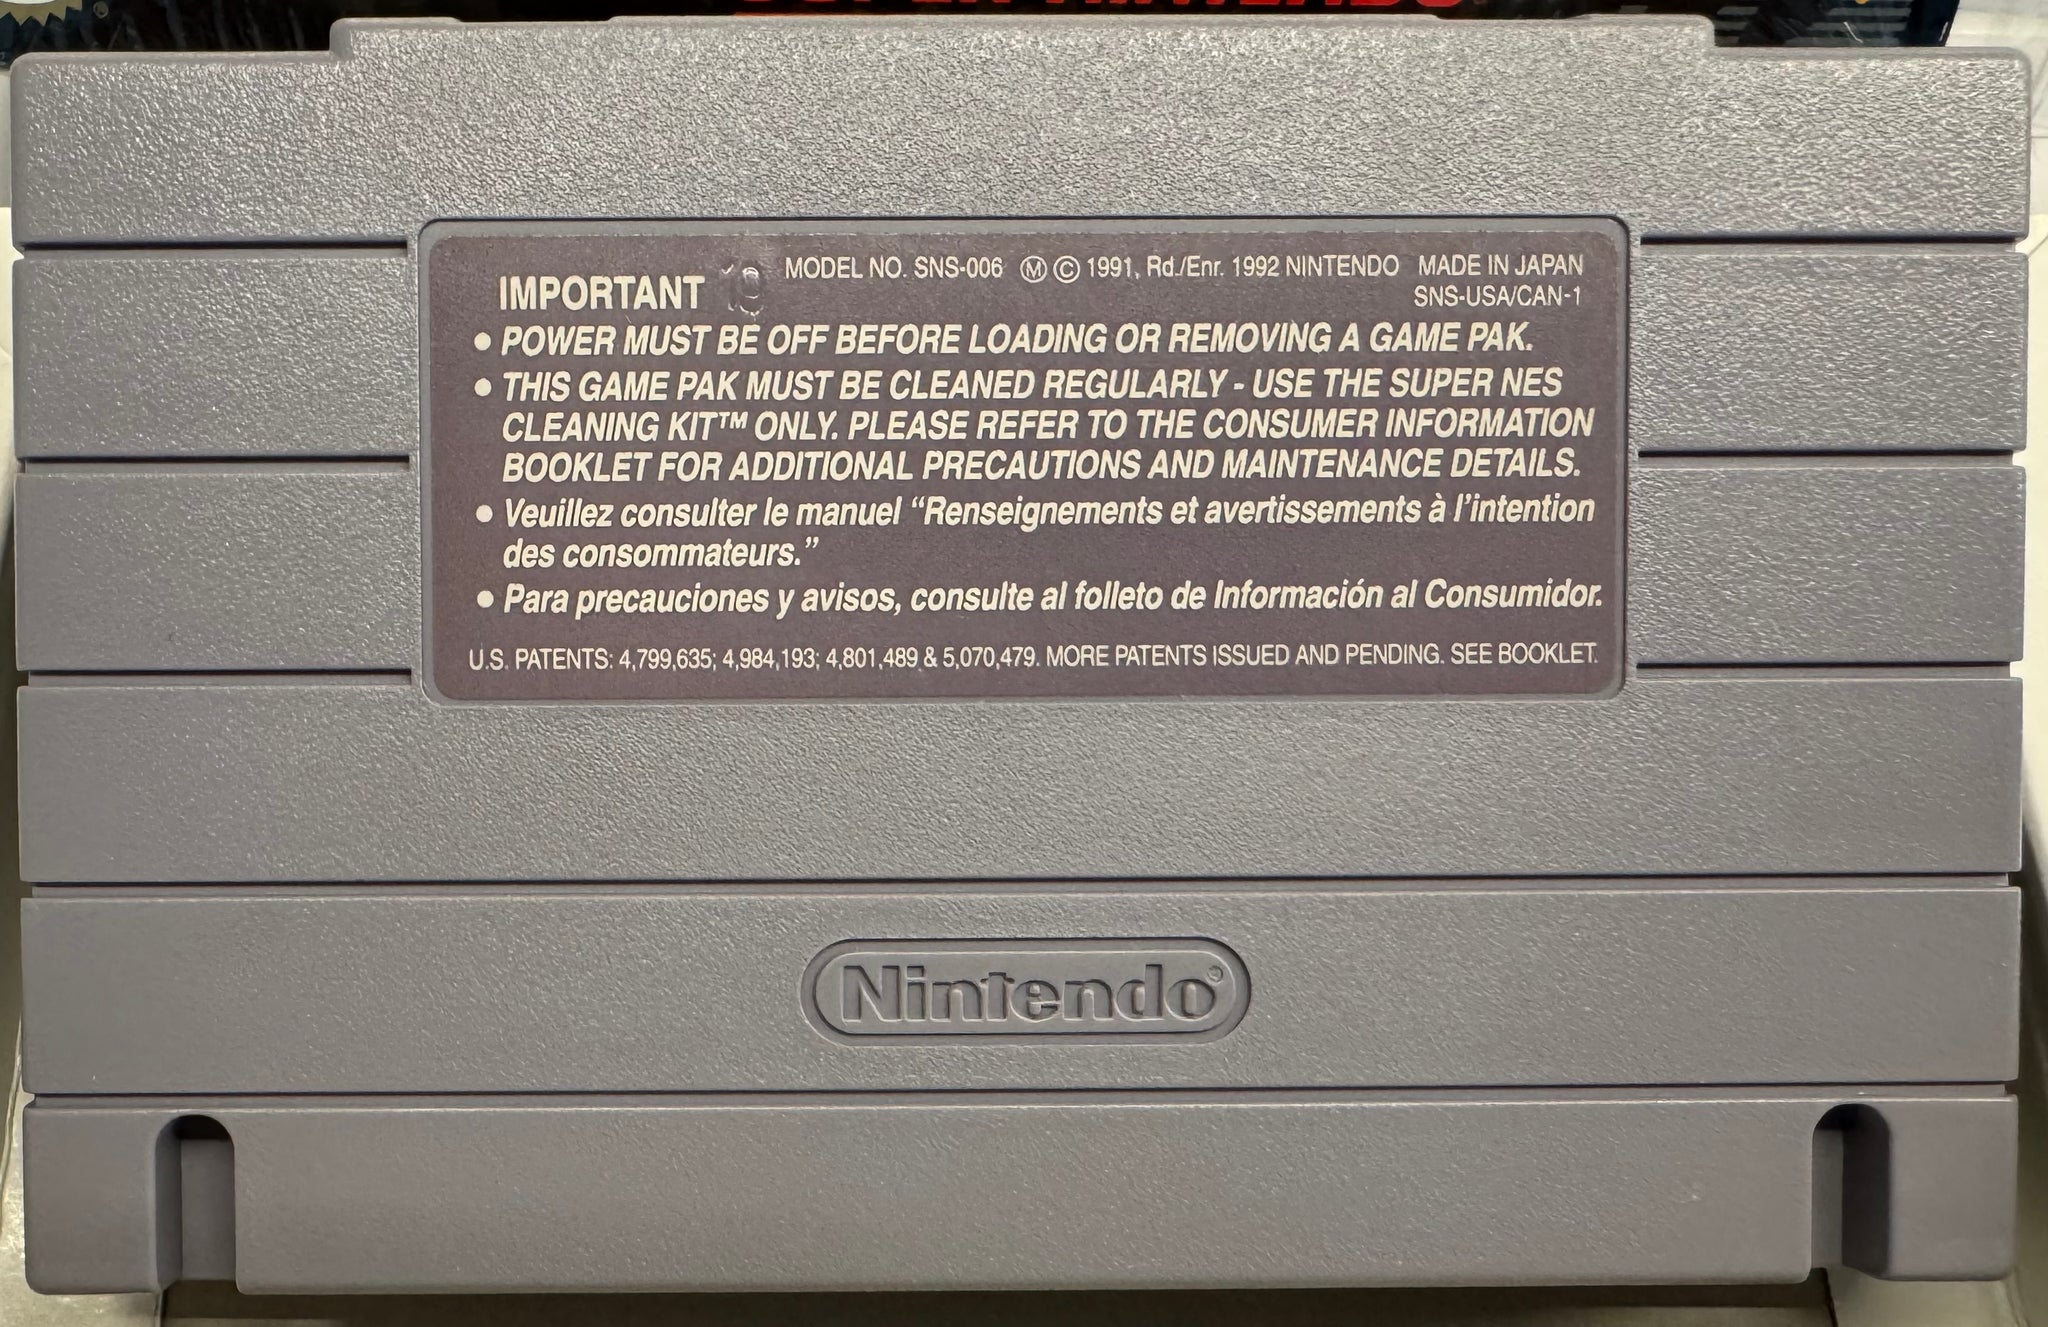 SUPER NINTENDO
IMPORTANT 19 MODEL NO. SNS-006 Ⓜ © 1991, Rd./Enr. 1992 NINTENDO MADE IN JAPAN
SNS-USA/CAN-1
• POWER MUST BE OFF BEFORE LOADING OR REMOVING A GAME PAK.
• THIS GAME PAK MUST BE CLEANED REGULARLY - USE THE SUPER NES
CLEANING KIT™ ONLY. PLEASE REFER TO THE CONSUMER INFORMATION
BOOKLET FOR ADDITIONAL PRECAUTIONS AND MAINTENANCE DETAILS.
• Veuillez consulter le manuel “Renseignements et avertissements à l’intention
des consommateurs.”
• Para precauciones y avisos, consulte al folleto de Información al Consumidor.
U.S. PATENTS: 4,799,635; 4,984,193; 4,801,489 & 5,070,479. MORE PATENTS ISSUED AND PENDING. SEE BOOKLET.
Nintendo®